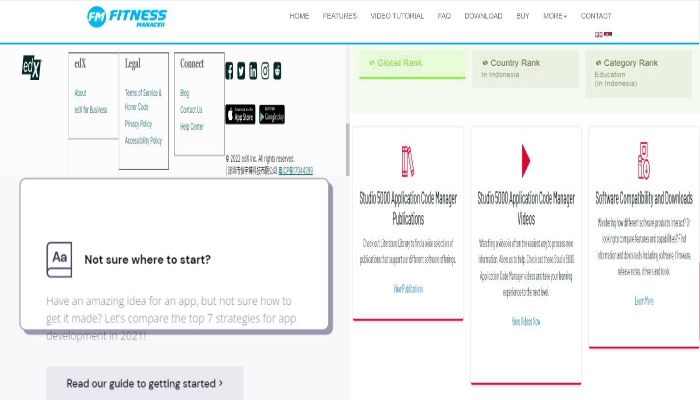 FM FITNESS
MANAGER
HOME FEATURES VIDEO TUTORIAL FAQ DOWNLOAD BUY MORE CONTACT
edX
edX
About
edX for Business
Legal
Terms of Service &
Honor Code
Privacy Policy
Accessibility Policy
Connect
Blog
Contact Us
Help Center
Download on the
App Store
Google play
© 2022 edX Inc. All rights reserved.
Global Rank
Country Rank
In Indonesia
Category Rank
Education
(In Indonesia)
Studio 5000 Application Code Manager
Publications
Check out Literature Library to find a wide selection of
publications that support our different software offerings.
View Publications
Studio 5000 Application Code Manager
Videos
Watching a video is often the easiest way to process new
information. Allow us to help. Check out these Studio 5000
Application Code Manager videos and take your learning
experience to the next level.
View Videos Now
Software Compatibility and Downloads
Wondering how different software products interact? Or
looking to compare features and capabilities? Find
information and downloads including software, firmware,
release notes, drivers and tools.
Learn More
Aa
Not sure where to start?
Have an amazing idea for an app, but not sure how to
get it made? Let's compare the top 7 strategies for app
development in 2021!
Read our guide to getting started >